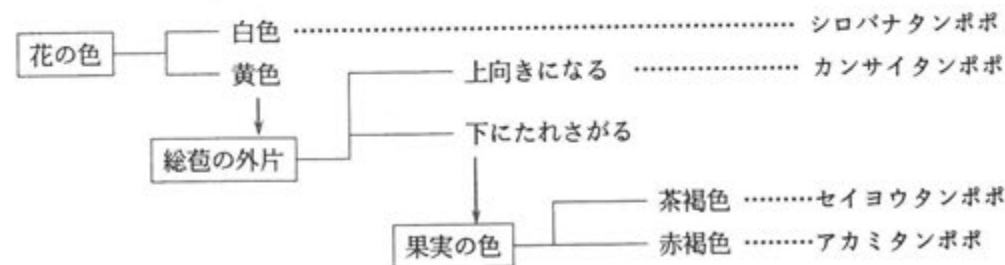 花の色
白色 シロバナタンポポ
黄色
総苞の外片
上向きになる カンサイタンポポ
下にたれさがる
果実の色
茶褐色 セイヨウタンポポ
赤褐色 アカミタンポポ